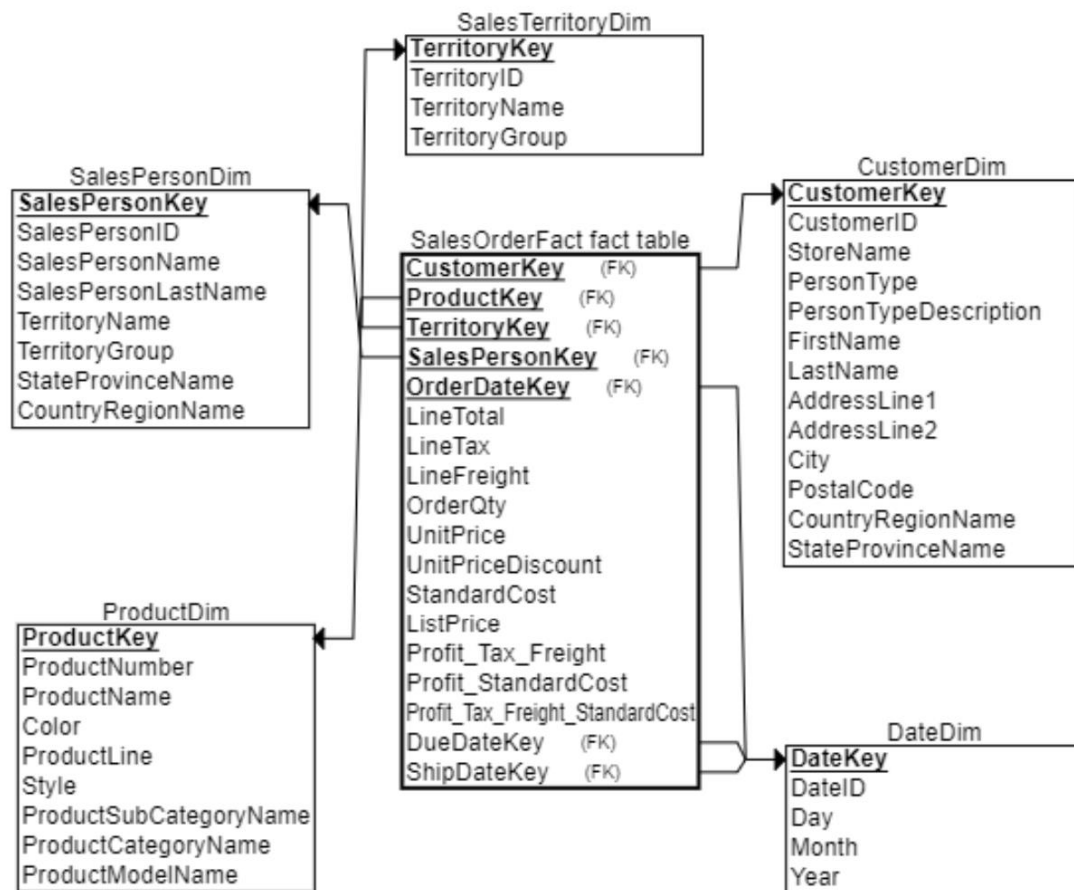 SalesTerritoryDim
TerritoryKey
TerritoryID
TerritoryName
TerritoryGroup
SalesPersonDim
SalesPersonKey
SalesPersonID
SalesPersonName
SalesPersonLastName
TerritoryName
TerritoryGroup
StateProvinceName
CountryRegionName
SalesOrderFact fact table
CustomerKey (FK)
ProductKey (FK)
TerritoryKey (FK)
SalesPersonKey (FK)
OrderDateKey (FK)
LineTotal
LineTax
LineFreight
OrderQty
UnitPrice
UnitPriceDiscount
StandardCost
ListPrice
Profit_Tax_Freight
Profit_StandardCost
Profit_Tax_Freight_StandardCost
DueDateKey (FK)
ShipDateKey (FK)
CustomerDim
CustomerKey
CustomerID
StoreName
PersonType
PersonTypeDescription
FirstName
LastName
AddressLine1
AddressLine2
City
PostalCode
CountryRegionName
StateProvinceName
ProductDim
ProductKey
ProductNumber
ProductName
Color
ProductLine
Style
ProductSubCategoryName
ProductCategoryName
ProductModelName
DateDim
DateKey
DateID
Day
Month
Year